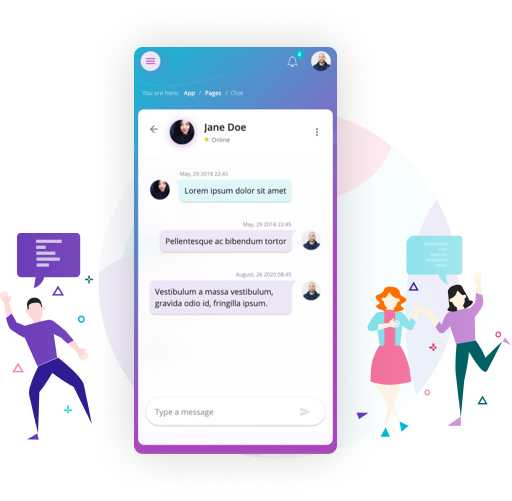 4
You are here: App / Pages / Chat
Jane Doe
Online
May, 29 2018 22:45
Lorem ipsum dolor sit amet
May, 29 2018 22:45
Pellentesque ac bibendum tortor
August, 26 2020 08:45
Vestibulum a massa vestibulum,
gravida odio id, fringilla ipsum.
Type a message